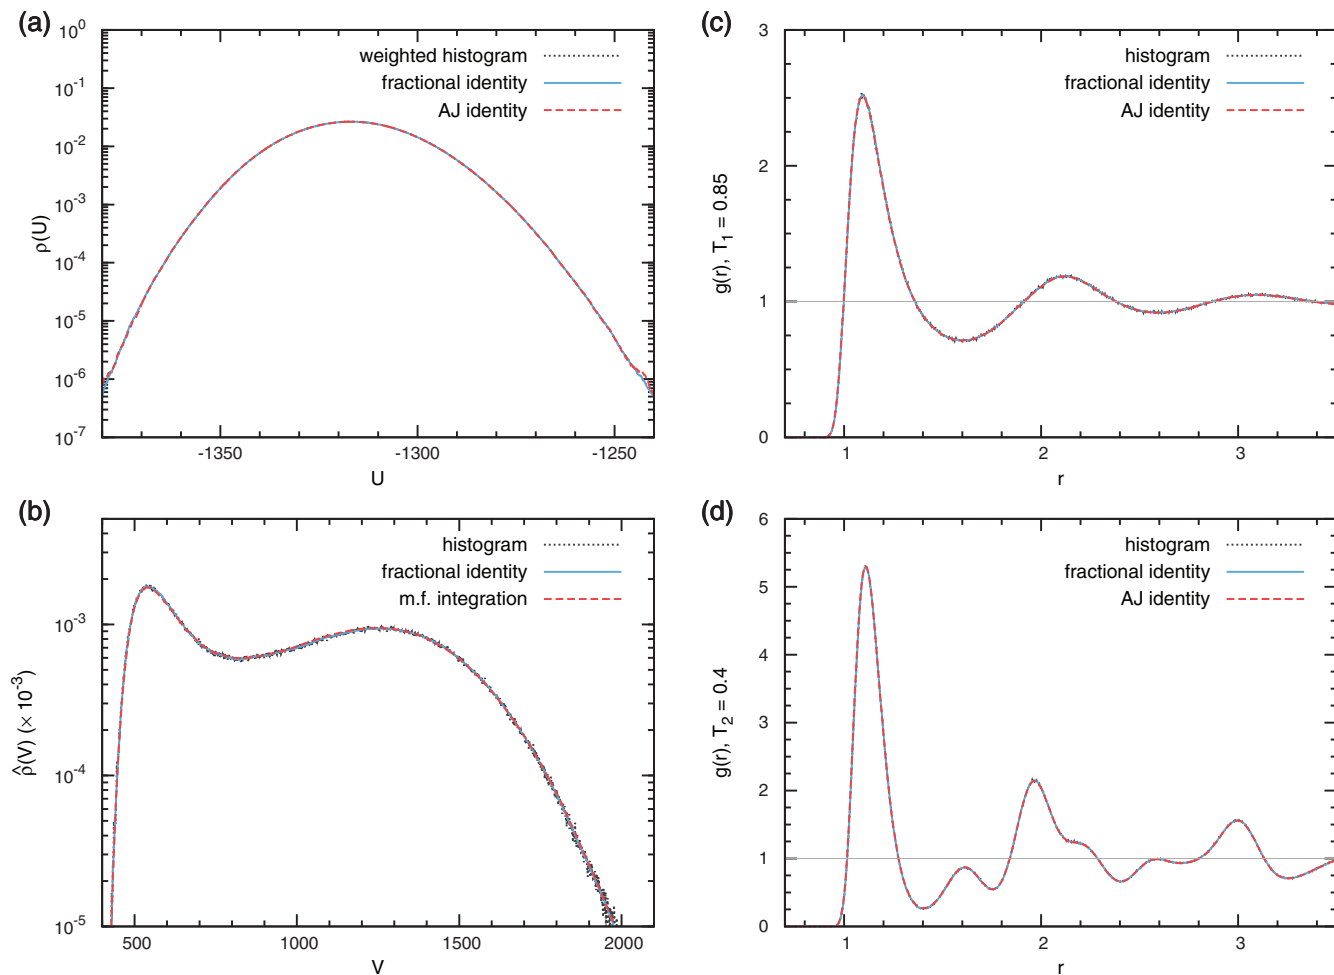 (a)
10^0
10^-1
10^-2
10^-3
10^-4
10^-5
10^-6
10^-7
ρ(U)
weighted histogram
fractional identity
AJ identity
-1350
-1300
-1250
U
(b)
10^-3
10^-4
10^-5
ρ̂(V) (× 10^-3)
histogram
fractional identity
m.f. integration
500
1000
1500
2000
V
(c)
3
2
1
0
g(r), T_1 = 0.85
histogram
fractional identity
AJ identity
1
2
3
r
(d)
6
5
4
3
2
1
0
g(r), T_2 = 0.4
histogram
fractional identity
AJ identity
1
2
3
r